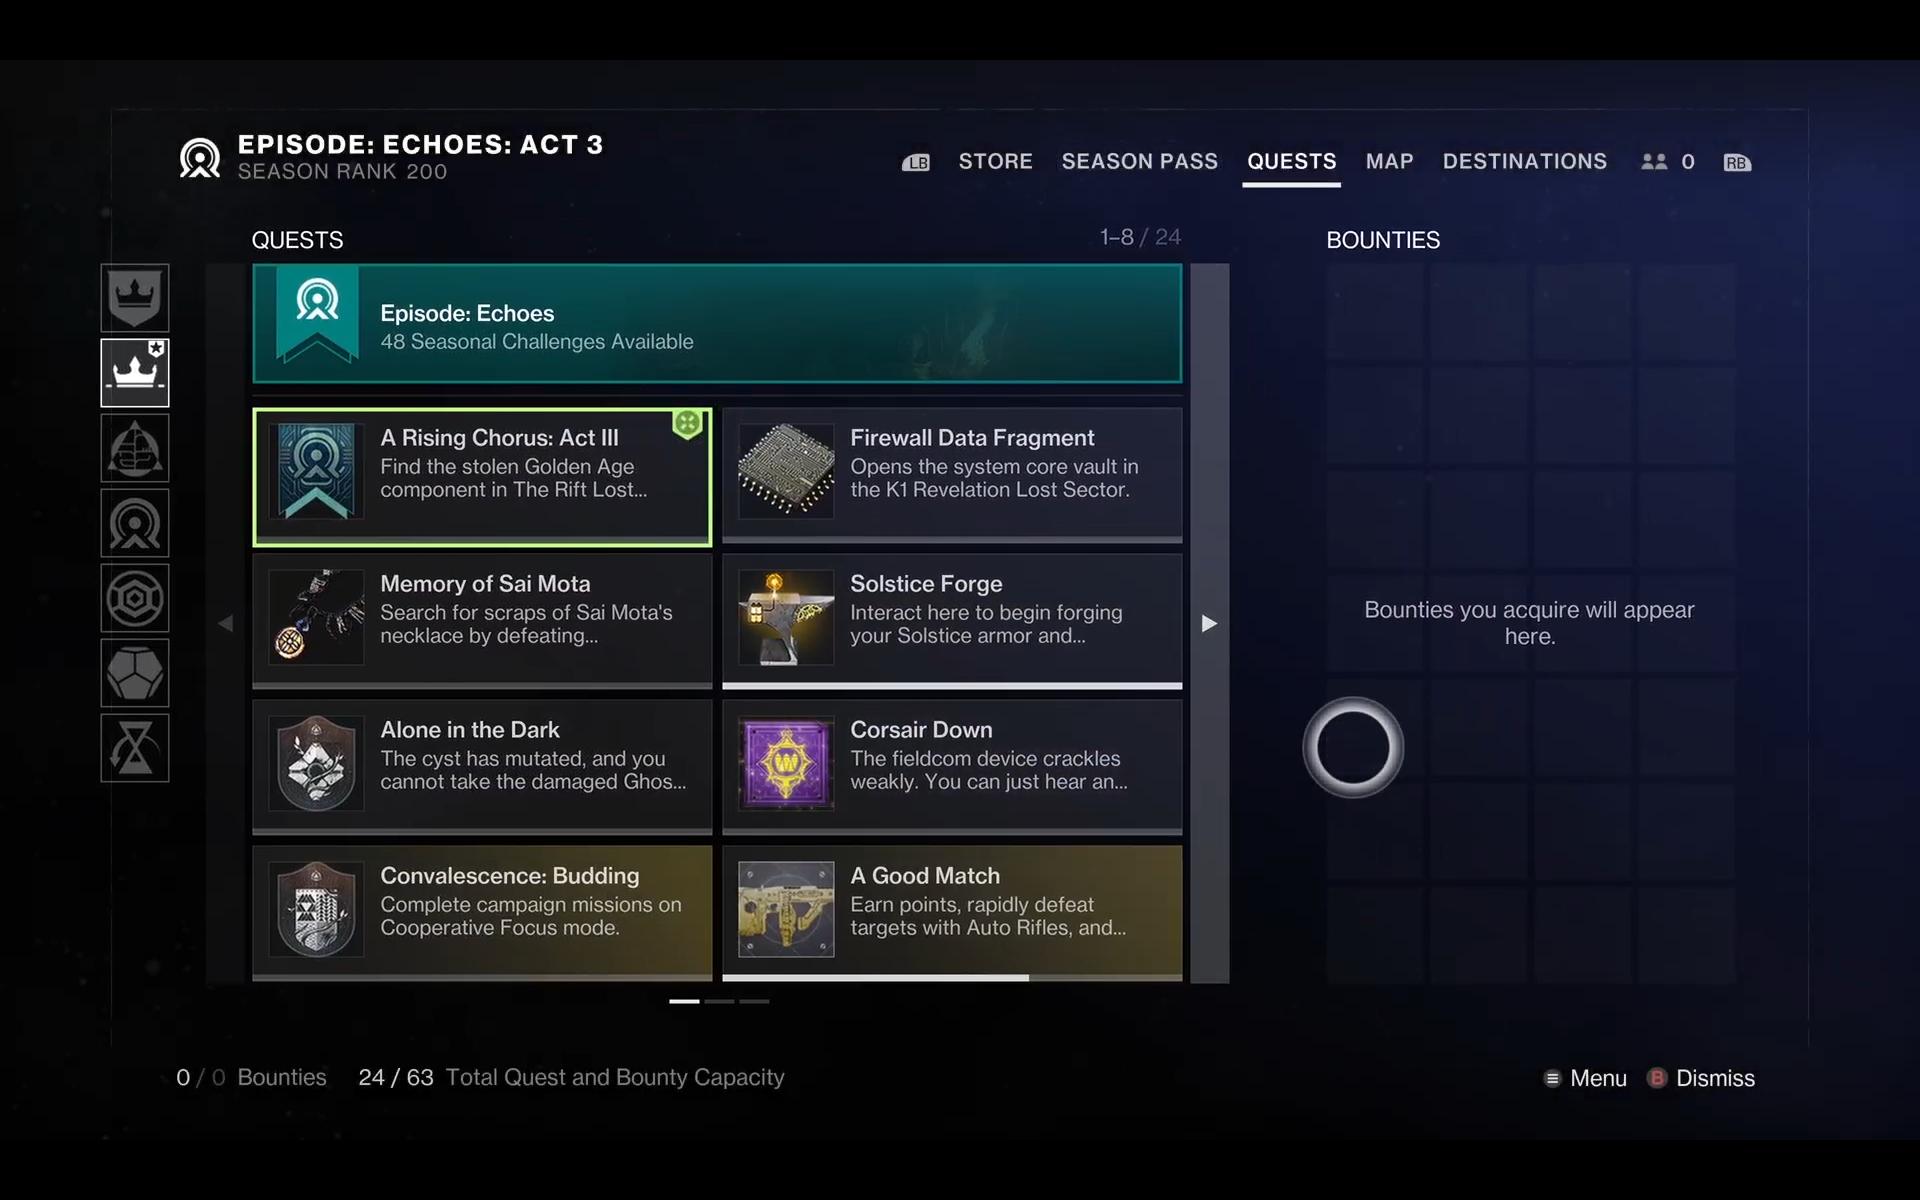 EPISODE: ECHOES: ACT 3
SEASON RANK 200
LB STORE SEASON PASS QUESTS MAP DESTINATIONS 0 RB
QUESTS
1–8 / 24
BOUNTIES
Episode: Echoes
48 Seasonal Challenges Available
A Rising Chorus: Act III
Find the stolen Golden Age
component in The Rift Lost...
Firewall Data Fragment
Opens the system core vault in
the K1 Revelation Lost Sector.
Memory of Sai Mota
Search for scraps of Sai Mota's
necklace by defeating...
Solstice Forge
Interact here to begin forging
your Solstice armor and...
Bounties you acquire will appear
here.
Alone in the Dark
The cyst has mutated, and you
cannot take the damaged Ghos...
Corsair Down
The fieldcom device crackles
weakly. You can just hear an...
Convalescence: Budding
Complete campaign missions on
Cooperative Focus mode.
A Good Match
Earn points, rapidly defeat
targets with Auto Rifles, and...
0 / 0 Bounties 24 / 63 Total Quest and Bounty Capacity
Menu B Dismiss